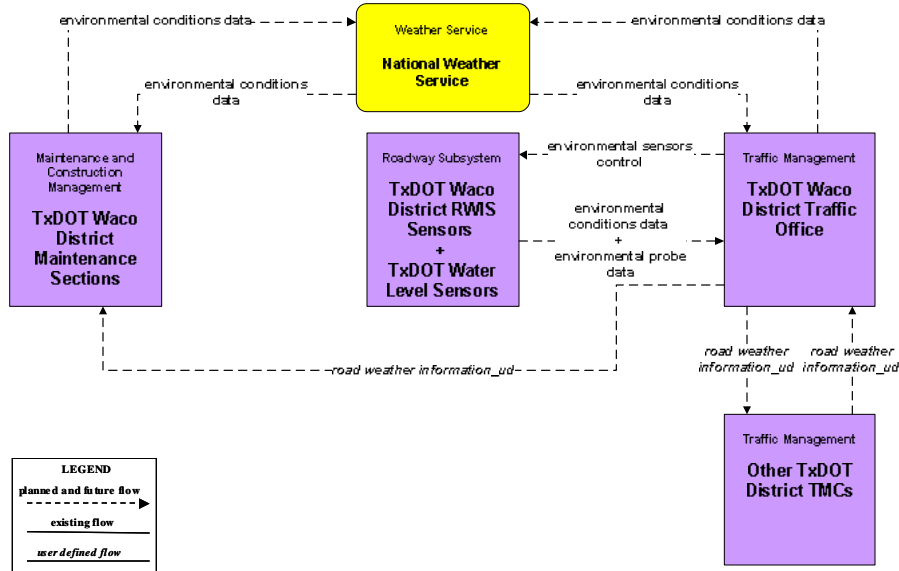 environmental conditions data
Weather Service
National Weather
Service
environmental conditions data
environmental conditions
data
environmental conditions
data
Maintenance and
Construction
Management
TxDOT Waco
District
Maintenance
Sections
Roadway Subsystem
TxDOT Waco
District RWIS
Sensors
+
TxDOT Water
Level Sensors
environmental sensors
control
environmental
conditions data
+
environmental probe
data
Traffic Management
TxDOT Waco
District Traffic
Office
road weather information_ud
road weather
information_ud
road weather
information_ud
Traffic Management
Other TxDOT
District TMCs
LEGEND
planned and future flow
existing flow
user defined flow